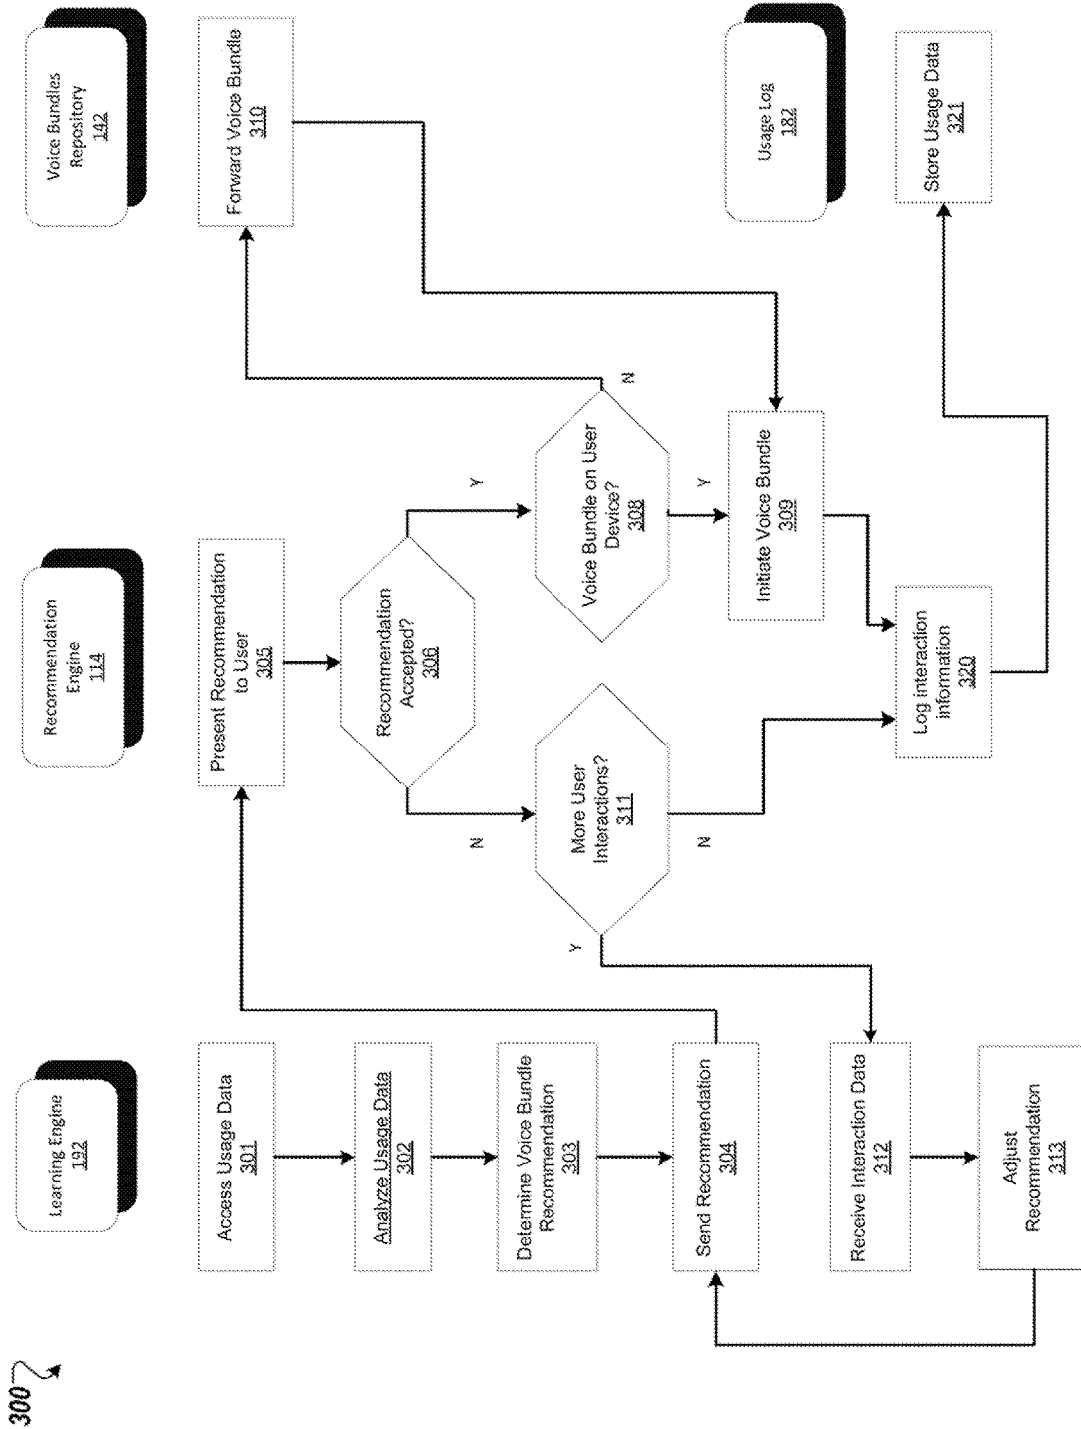 300
Learning Engine
192
Recommendation
Engine
114
Voice Bundles
Repository
142
Access Usage Data
301
Analyze Usage Data
302
Determine Voice Bundle
Recommendation
303
Send Recommendation
304
Receive Interaction Data
312
Adjust
Recommendation
313
Present Recommendation
to User
305
Recommendation
Accepted?
306
N
Y
More User
Interactions?
311
Y
N
Voice Bundle on User
Device?
308
N
Y
Initiate Voice Bundle
309
Log interaction
information
320
Forward Voice Bundle
310
Usage Log
182
Store Usage Data
321